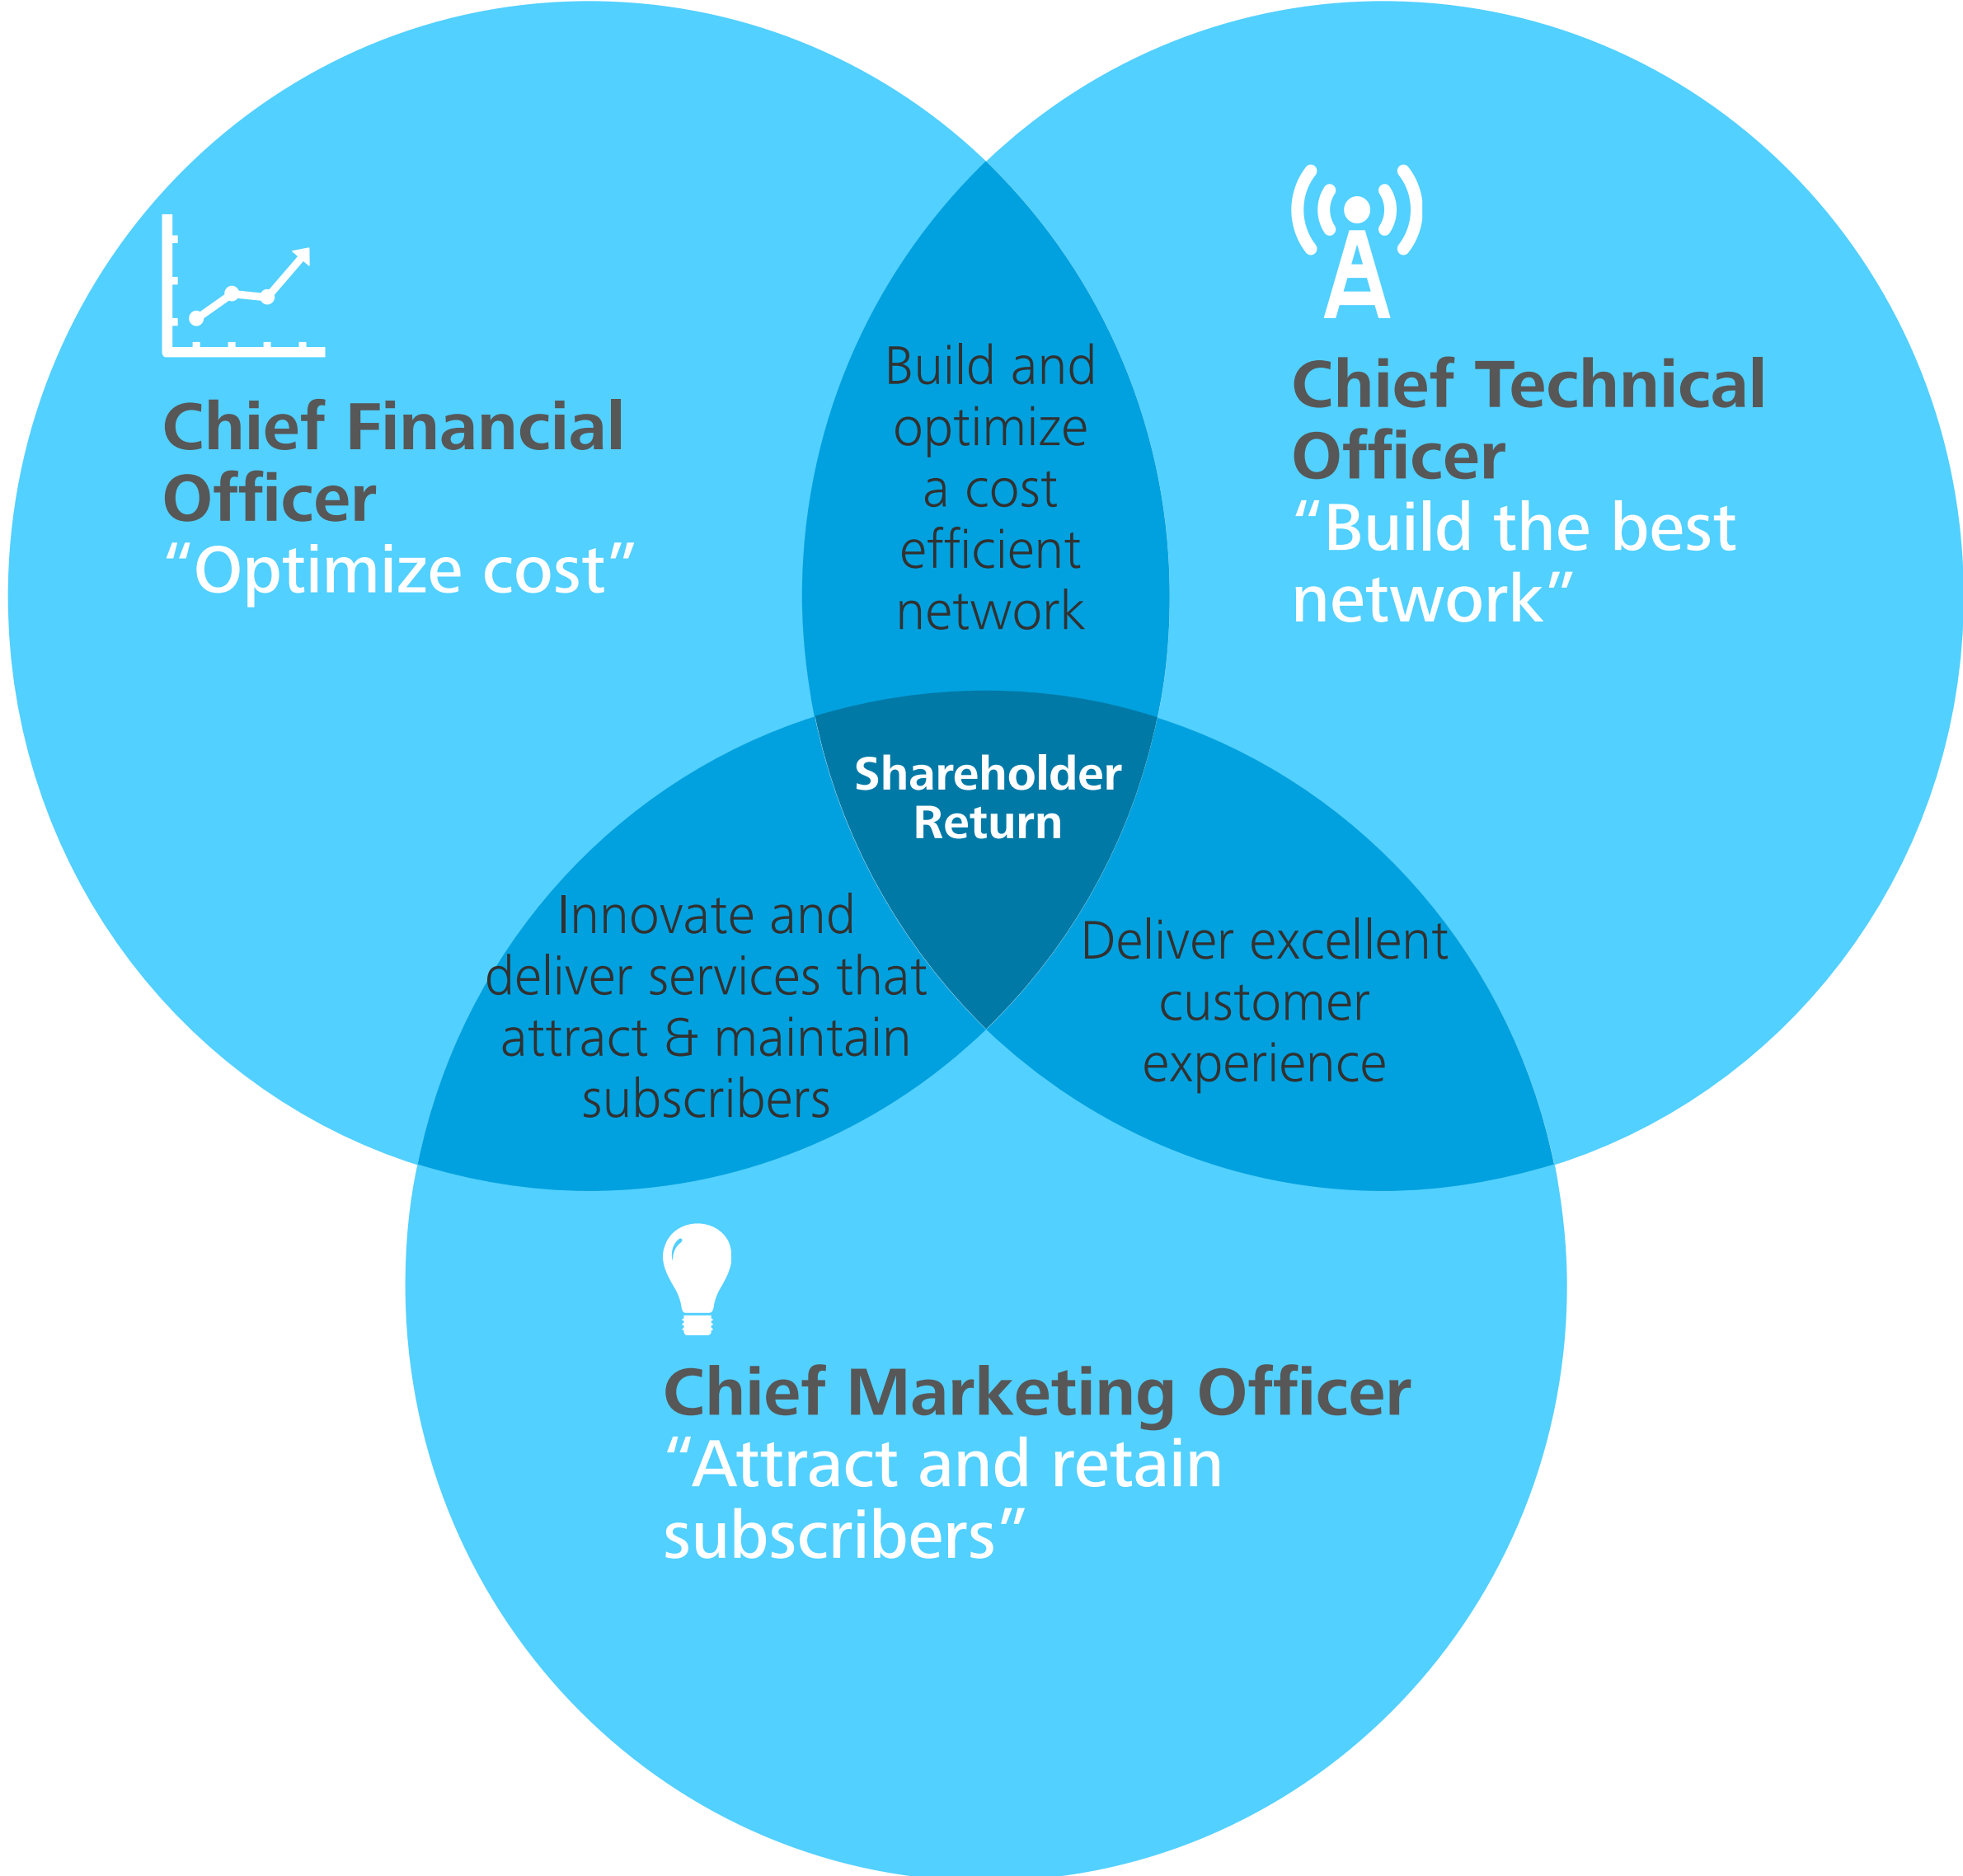 Chief Financial
Officer
“Optimize cost”
Build and
optimize
a cost
efficient
network
Chief Technical
Officer
“Build the best
network”
Shareholder
Return
Innovate and
deliver services that
attract & maintain
subscribers
Deliver excellent
customer
experience
Chief Marketing Officer
“Attract and retain
subscribers”